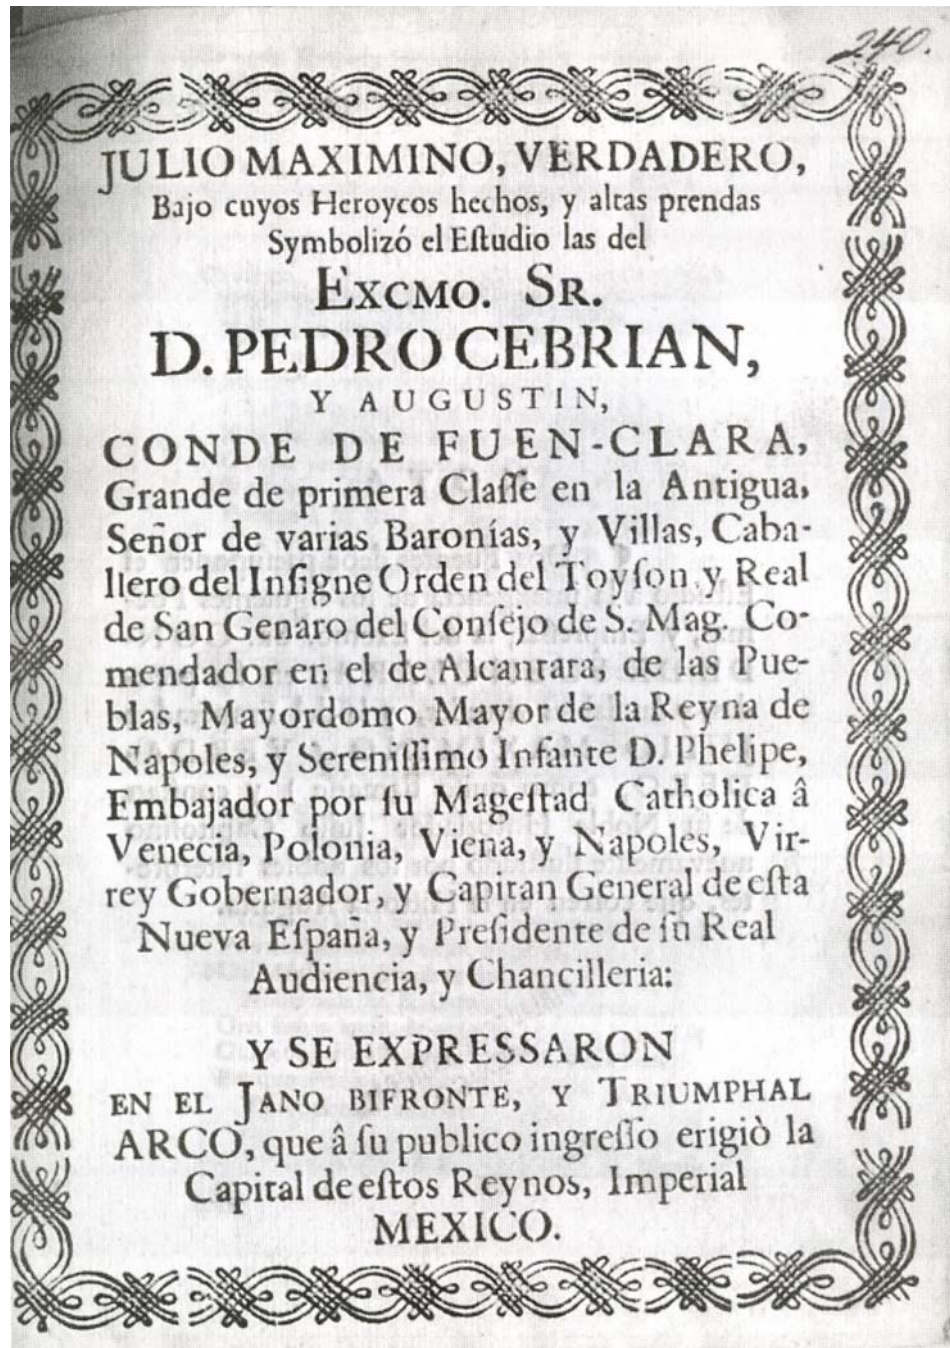 240.
JULIO MAXIMINO, VERDADERO,
Bajo cuyos Heroycos hechos, y altas prendas
Symbolizó el Eſtudio las del
EXCMO. SR.
D. PEDRO CEBRIAN,
Y AUGUSTIN,
CONDE DE FUEN-CLARA,
Grande de primera Claſſe en la Antigua,
Señor de varias Baronías, y Villas, Caba-
llero del Inſigne Orden del Toyſon, y Real
de San Genaro del Conſejo de S. Mag. Co-
mendador en el de Alcantara, de las Pue-
blas, Mayordomo Mayor de la Reyna de
Napoles, y Sereniſſimo Infante D. Phelipe,
Embajador por ſu Mageſtad Catholica â
Venecia, Polonia, Viena, y Napoles, Vir-
rey Gobernador, y Capitan General de eſta
Nueva Eſpaña, y Preſidente de ſu Real
Audiencia, y Chancilleria:
Y SE EXPRESSARON
EN EL JANO BIFRONTE, Y TRIUMPHAL
ARCO, que â ſu publico ingreſſo erigiò la
Capital de eſtos Reynos, Imperial
MEXICO.